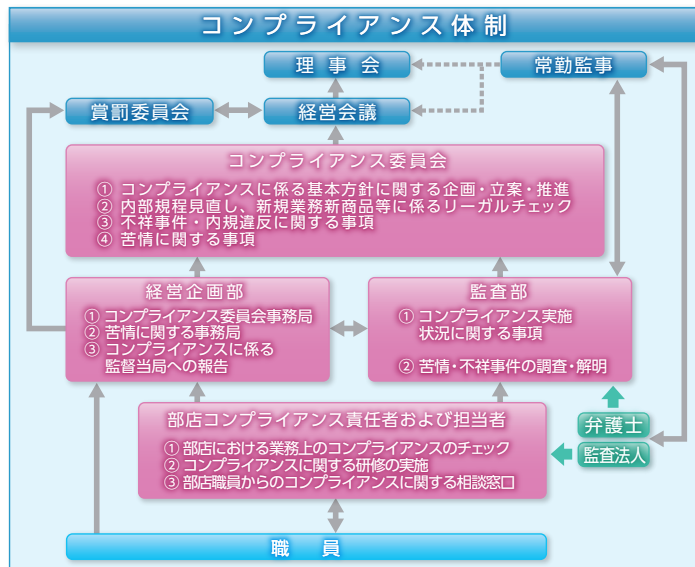 コンプライアンス体制
理事会
常勤監事
賞罰委員会
経営会議
コンプライアンス委員会
① コンプライアンスに係る基本方針に関する企画・立案・推進
② 内部規程見直し、新規業務新商品等に係るリーガルチェック
③ 不祥事件・内規違反に関する事項
④ 苦情に関する事項
経営企画部
① コンプライアンス委員会事務局
② 苦情に関する事務局
③ コンプライアンスに係る
監督当局への報告
監査部
① コンプライアンス実施
状況に関する事項
② 苦情・不祥事件の調査・解明
部店コンプライアンス責任者および担当者
① 部店における業務上のコンプライアンスのチェック
② コンプライアンスに関する研修の実施
③ 部店職員からのコンプライアンスに関する相談窓口
弁護士
監査法人
職員